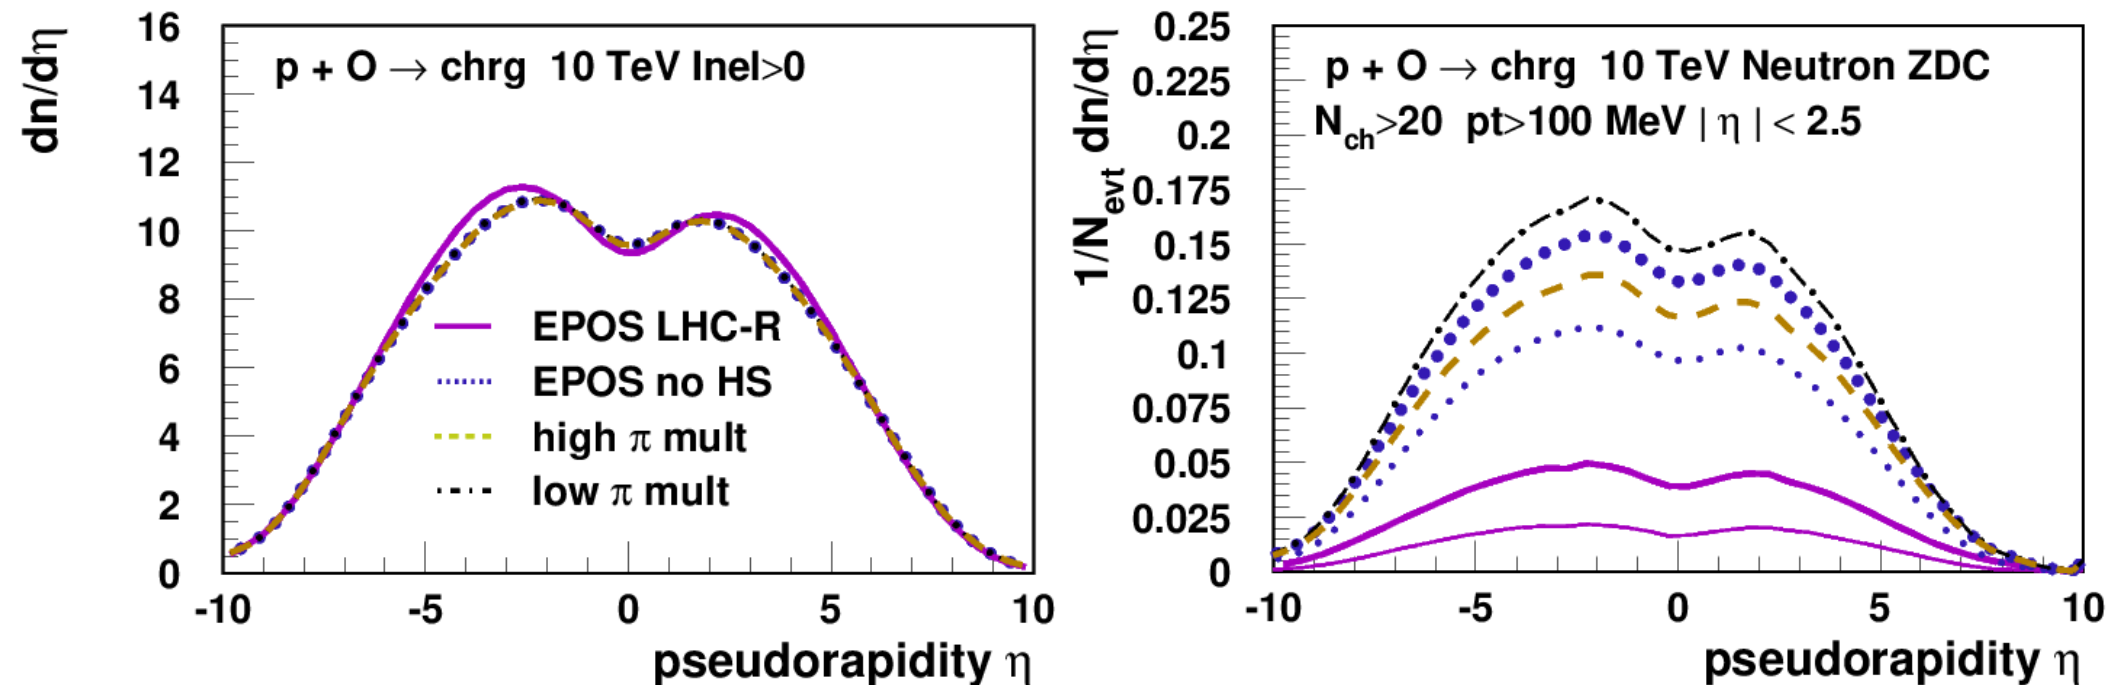 dn/dη
16
14
12
10
8
6
4
2
0
p + O → chrg 10 TeV Inel>0
EPOS LHC-R
EPOS no HS
high π mult
low π mult
-10 -5 0 5 10
pseudorapidity η
1/N_evt dn/dη
0.25
0.225
0.2
0.175
0.15
0.125
0.1
0.075
0.05
0.025
0
p + O → chrg 10 TeV Neutron ZDC
N_ch>20 pt>100 MeV | η | < 2.5
-10 -5 0 5 10
pseudorapidity η